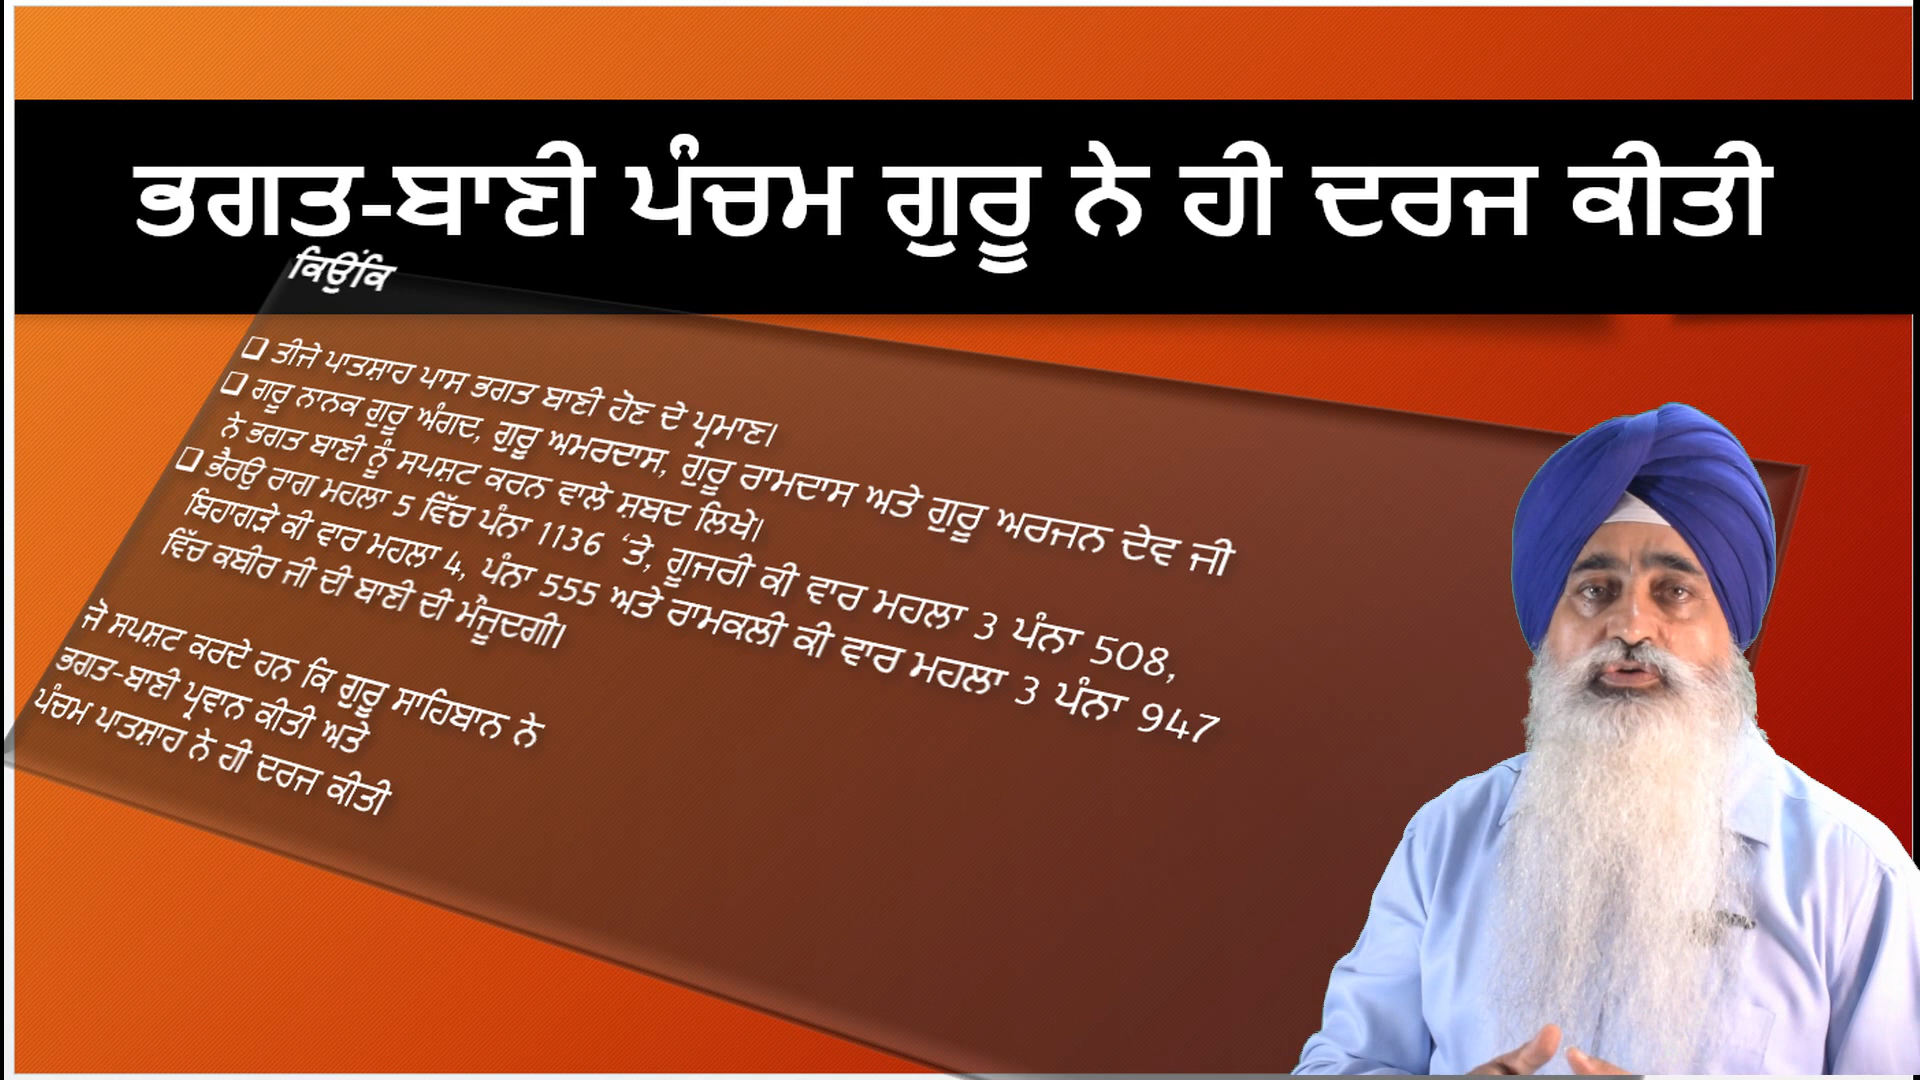 ਭਗਤ-ਬਾਣੀ ਪੰਚਮ ਗੁਰੂ ਨੇ ਹੀ ਦਰਜ ਕੀਤੀ
ਕਿਉਂਕਿ
❑ ਤੀਜੇ ਪਾਤਸ਼ਾਹ ਪਾਸ ਭਗਤ ਬਾਣੀ ਹੋਣ ਦੇ ਪ੍ਰਮਾਣ।
❑ ਗਰੂ ਨਾਨਕ ਗੁਰੂ ਅੰਗਦ, ਗੁਰੂ ਅਮਰਦਾਸ, ਗੁਰੂ ਰਾਮਦਾਸ ਅਤੇ ਗੁਰੂ ਅਰਜਨ ਦੇਵ ਜੀ
ਨੇ ਭਗਤ ਬਾਣੀ ਨੂੰ ਸਪਸ਼ਟ ਕਰਨ ਵਾਲੇ ਸ਼ਬਦ ਲਿਖੇ।
❑ ਭੈਰਉ ਰਾਗ ਮਹਲਾ 5 ਵਿੱਚ ਪੰਨਾ 1136 ‘ਤੇ, ਗੂਜਰੀ ਕੀ ਵਾਰ ਮਹਲਾ 3 ਪੰਨਾ 508,
ਬਿਹਾਗੜੇ ਕੀ ਵਾਰ ਮਹਲਾ 4, ਪੰਨਾ 555 ਅਤੇ ਰਾਮਕਲੀ ਕੀ ਵਾਰ ਮਹਲਾ 3 ਪੰਨਾ 947
ਵਿੱਚ ਕਬੀਰ ਜੀ ਦੀ ਬਾਣੀ ਦੀ ਮੌਜੂਦਗੀ।
ਜੋ ਸਪਸ਼ਟ ਕਰਦੇ ਹਨ ਕਿ ਗੁਰੂ ਸਾਹਿਬਾਨ ਨੇ
ਭਗਤ-ਬਾਣੀ ਪ੍ਰਵਾਨ ਕੀਤੀ ਅਤੇ
ਪੰਚਮ ਪਾਤਸ਼ਾਹ ਨੇ ਹੀ ਦਰਜ ਕੀਤੀ